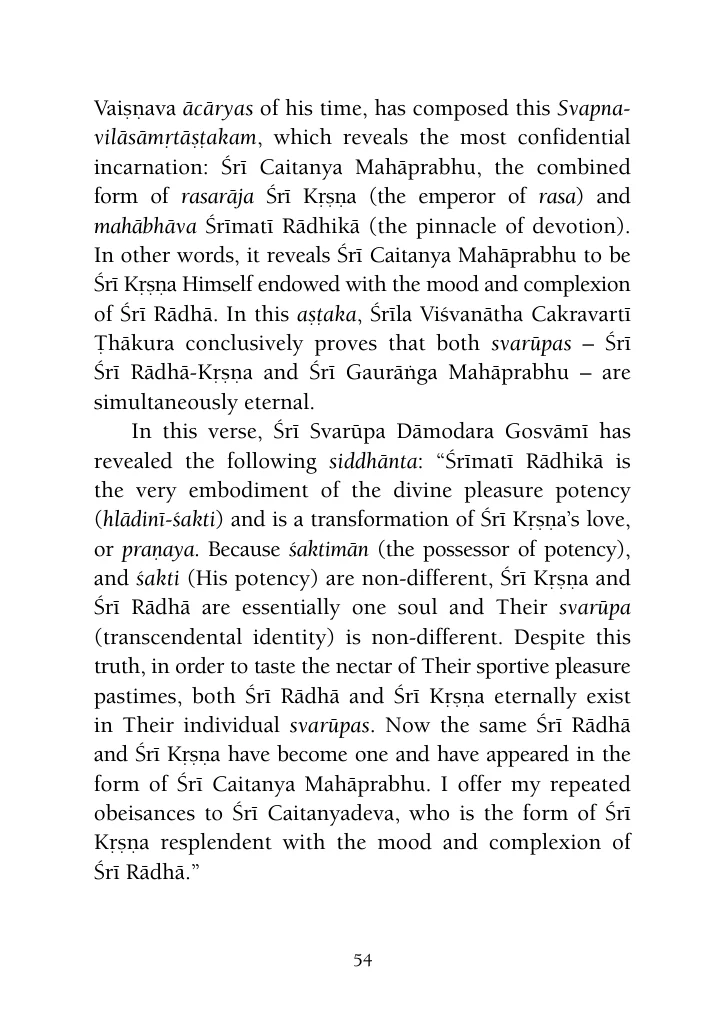 Vaiṣṇava ācāryas of his time, has composed this Svapna-
vilāsāmṛtāṣṭakam, which reveals the most confidential
incarnation: Śrī Caitanya Mahāprabhu, the combined
form of rasarāja Śrī Kṛṣṇa (the emperor of rasa) and
mahābhāva Śrīmatī Rādhikā (the pinnacle of devotion).
In other words, it reveals Śrī Caitanya Mahāprabhu to be
Śrī Kṛṣṇa Himself endowed with the mood and complexion
of Śrī Rādhā. In this aṣṭaka, Śrīla Viśvanātha Cakravartī
Ṭhākura conclusively proves that both svarūpas – Śrī
Śrī Rādhā-Kṛṣṇa and Śrī Gaurāṅga Mahāprabhu – are
simultaneously eternal.
In this verse, Śrī Svarūpa Dāmodara Gosvāmī has
revealed the following siddhānta: “Śrīmatī Rādhikā is
the very embodiment of the divine pleasure potency
(hlādinī-śakti) and is a transformation of Śrī Kṛṣṇa’s love,
or praṇaya. Because śaktimān (the possessor of potency),
and śakti (His potency) are non-different, Śrī Kṛṣṇa and
Śrī Rādhā are essentially one soul and Their svarūpa
(transcendental identity) is non-different. Despite this
truth, in order to taste the nectar of Their sportive pleasure
pastimes, both Śrī Rādhā and Śrī Kṛṣṇa eternally exist
in Their individual svarūpas. Now the same Śrī Rādhā
and Śrī Kṛṣṇa have become one and have appeared in the
form of Śrī Caitanya Mahāprabhu. I offer my repeated
obeisances to Śrī Caitanyadeva, who is the form of Śrī
Kṛṣṇa resplendent with the mood and complexion of
Śrī Rādhā.”
54